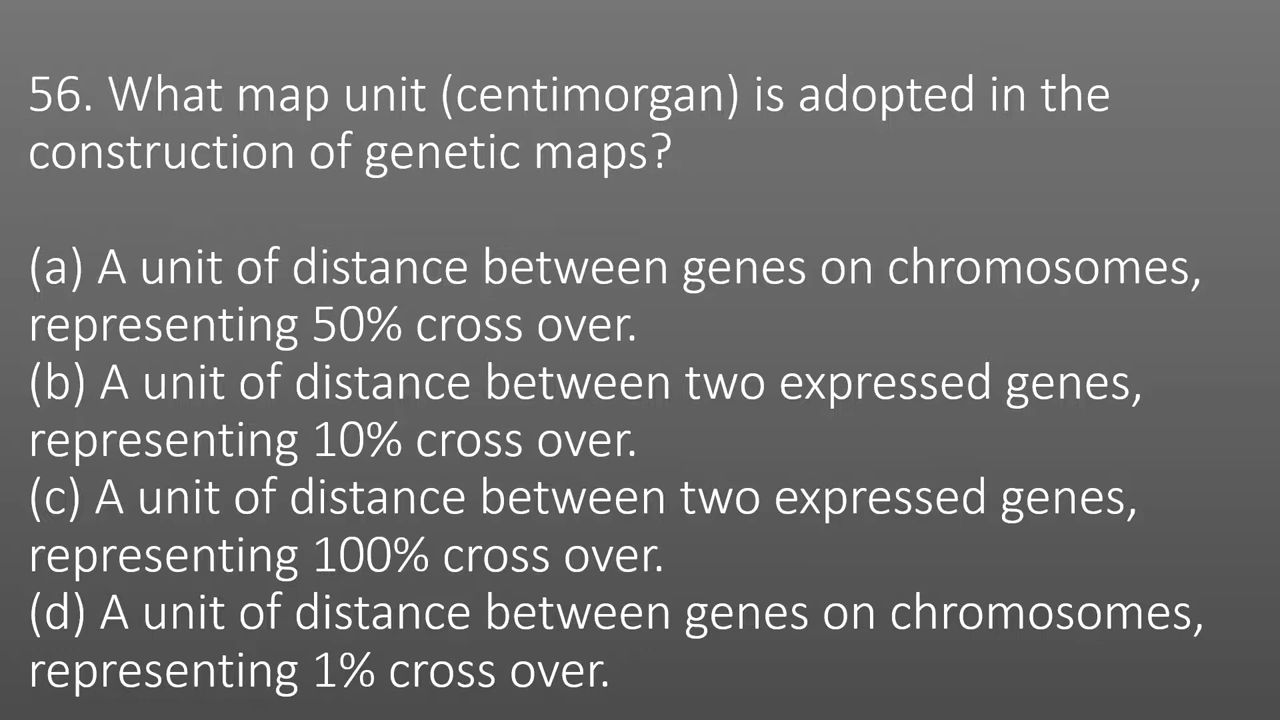 56. What map unit (centimorgan) is adopted in the
construction of genetic maps?
(a) A unit of distance between genes on chromosomes,
representing 50% cross over.
(b) A unit of distance between two expressed genes,
representing 10% cross over.
(c) A unit of distance between two expressed genes,
representing 100% cross over.
(d) A unit of distance between genes on chromosomes,
representing 1% cross over.